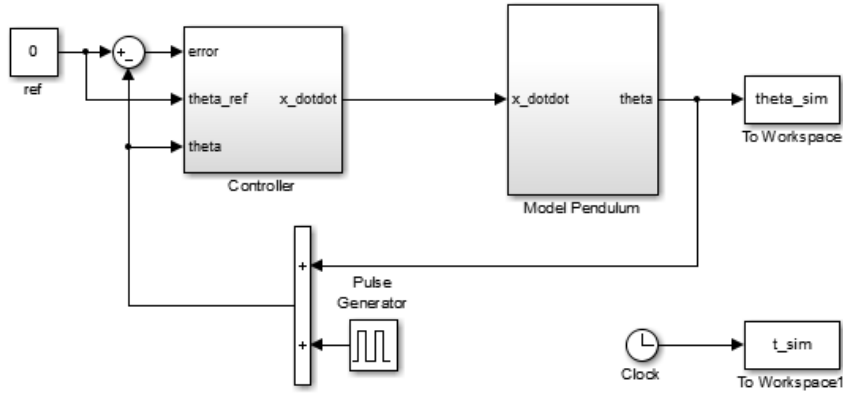 0
ref
+
-
error
theta_ref
theta
x_dotdot
Controller
x_dotdot
theta
Model Pendulum
theta_sim
To Workspace
+
+
Pulse
Generator
Clock
t_sim
To Workspace1